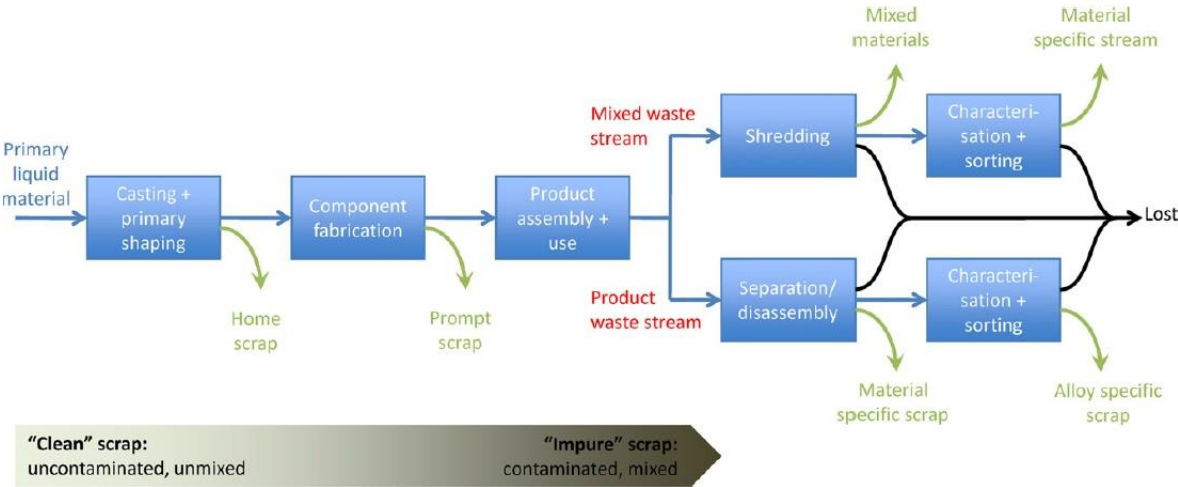 Primary
liquid
material
Casting +
primary
shaping
Home
scrap
Component
fabrication
Prompt
scrap
Product
assembly +
use
Mixed waste
stream
Shredding
Mixed
materials
Characteri-
sation +
sorting
Material
specific stream
Lost
Product
waste stream
Separation/
disassembly
Material
specific scrap
Characteri-
sation +
sorting
Alloy specific
scrap
“Clean” scrap:
uncontaminated, unmixed
“Impure” scrap:
contaminated, mixed